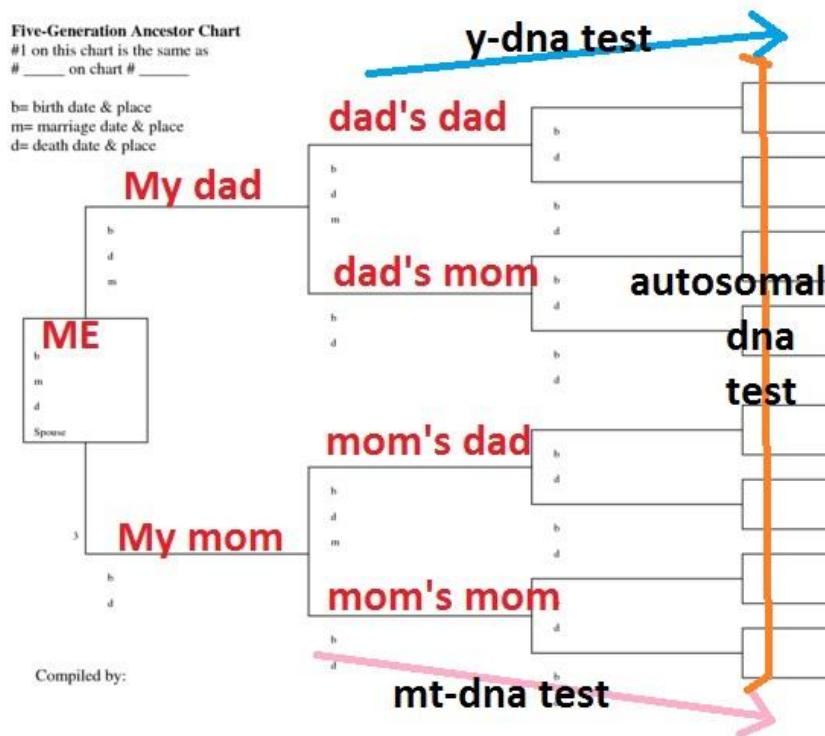 Five-Generation Ancestor Chart
#1 on this chart is the same as
# _____ on chart # ______
b= birth date & place
m= marriage date & place
d= death date & place
y-dna test
dad's dad
b
d
b
d
m
My dad
b
d
b
d
m
dad's mom
b
d
autosomal
dna
test
b
d
b
d
ME
b
m
d
Spouse
mom's dad
b
d
b
d
m
b
d
3
My mom
b
d
mom's mom
d
b
d
b
mt-dna test
Compiled by: